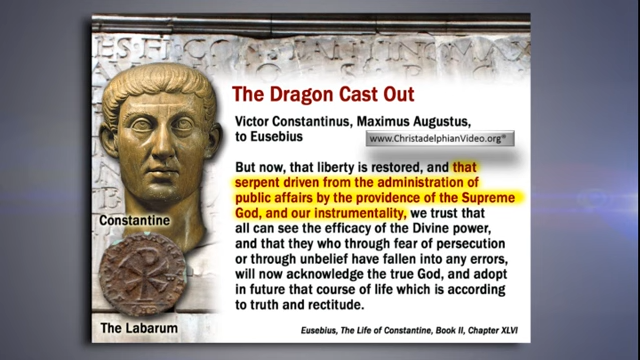 The Dragon Cast Out
Victor Constantinus, Maximus Augustus,
to Eusebius
www.ChristadelphianVideo.org®
But now, that liberty is restored, and that
serpent driven from the administration of
public affairs by the providence of the Supreme
God, and our instrumentality, we trust that
all can see the efficacy of the Divine power,
and that they who through fear of persecution
or through unbelief have fallen into any errors,
will now acknowledge the true God, and adopt
in future that course of life which is according
to truth and rectitude.
Constantine
The Labarum
Eusebius, The Life of Constantine, Book II, Chapter XLVI